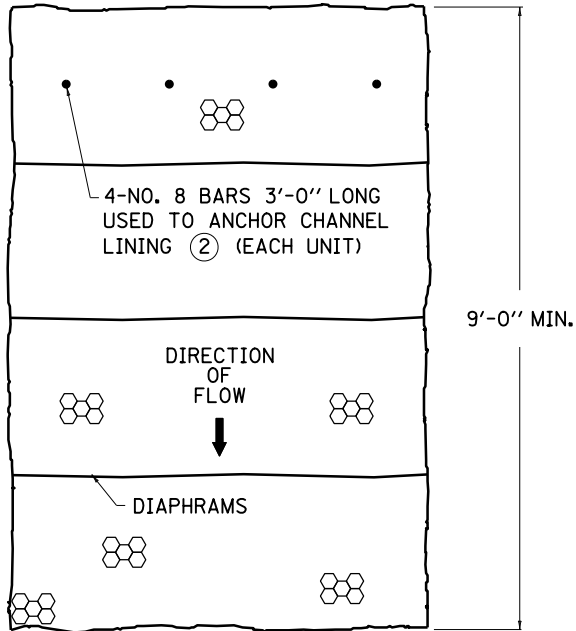 4-NO. 8 BARS 3'-0" LONG
USED TO ANCHOR CHANNEL
LINING ② (EACH UNIT)
9'-0" MIN.
DIRECTION
OF
FLOW
DIAPHRAMS